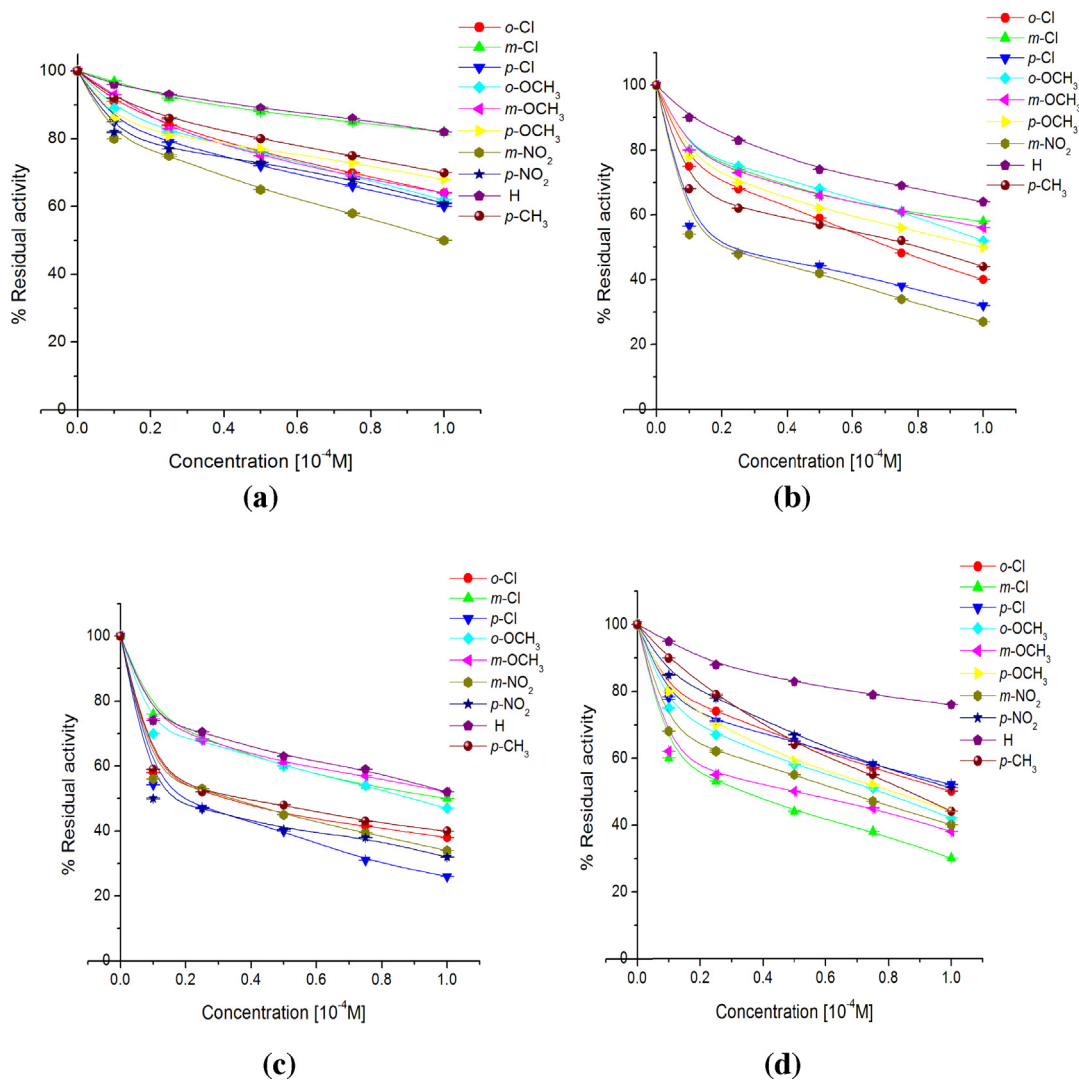 o-Cl
m-Cl
p-Cl
o-OCH3
m-OCH3
p-OCH3
m-NO2
p-NO2
H
p-CH3
100
80
60
40
20
0
% Residual activity
0.0 0.2 0.4 0.6 0.8 1.0
Concentration [10-4M]
(a)
o-Cl
m-Cl
p-Cl
o-OCH3
m-OCH3
p-OCH3
m-NO2
H
p-CH3
100
80
60
40
20
0
% Residual activity
0.0 0.2 0.4 0.6 0.8 1.0
Concentration [10-4M]
(b)
o-Cl
m-Cl
p-Cl
o-OCH3
m-OCH3
m-NO2
p-NO2
H
p-CH3
100
80
60
40
20
0
% Residual activity
0.0 0.2 0.4 0.6 0.8 1.0
Concentration [10-4M]
(c)
o-Cl
m-Cl
p-Cl
o-OCH3
m-OCH3
p-OCH3
m-NO2
p-NO2
H
p-CH3
100
80
60
40
20
0
% Residual activity
0.0 0.2 0.4 0.6 0.8 1.0
Concentration [10-4M]
(d)